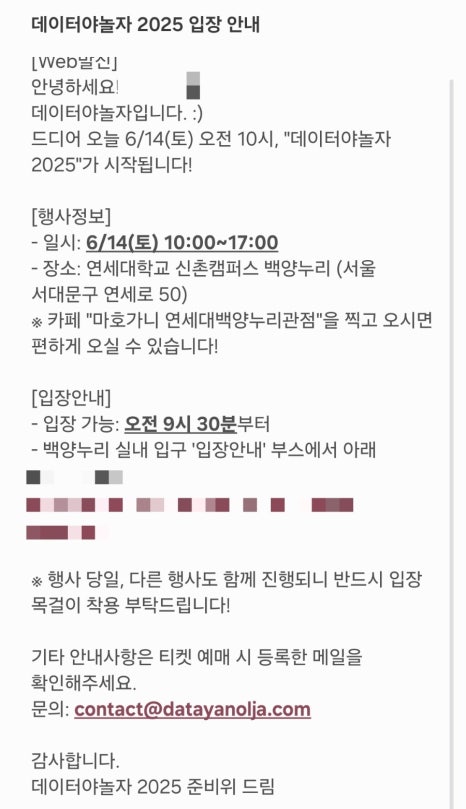 데이터야놀자 2025 입장 안내
[Web발신]
안녕하세요!
데이터야놀자입니다. :)
드디어 오늘 6/14(토) 오전 10시, "데이터야놀자
2025"가 시작됩니다!
[행사정보]
- 일시: 6/14(토) 10:00~17:00
- 장소: 연세대학교 신촌캠퍼스 백양누리 (서울
서대문구 연세로 50)
※ 카페 "마호가니 연세대백양누리관점"을 찍고 오시면
편하게 오실 수 있습니다!
[입장안내]
- 입장 가능: 오전 9시 30분부터
- 백양누리 실내 입구 '입장안내' 부스에서 아래
※ 행사 당일, 다른 행사도 함께 진행되니 반드시 입장
목걸이 착용 부탁드립니다!
기타 안내사항은 티켓 예매 시 등록한 메일을
확인해주세요.
문의: contact@datayanolja.com
감사합니다.
데이터야놀자 2025 준비위 드림